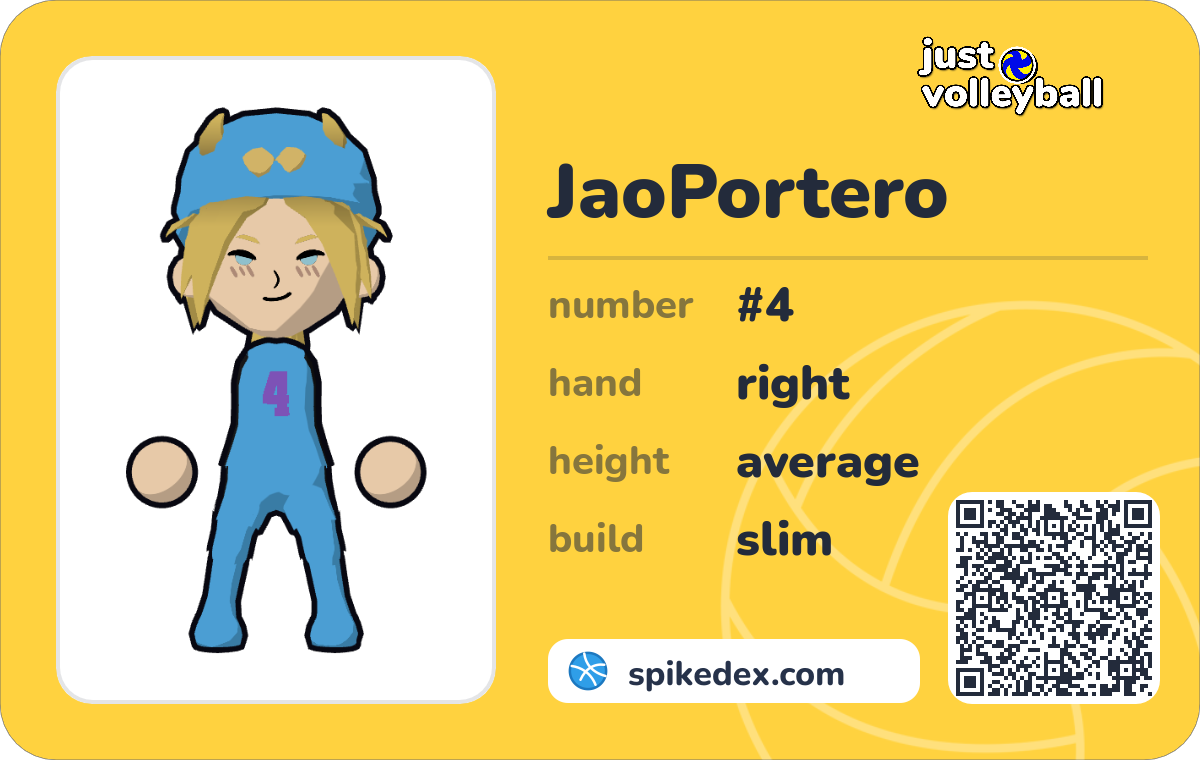 just
volleyball
JaoPortero
number #4
hand right
height average
build slim
4
spikedex.com